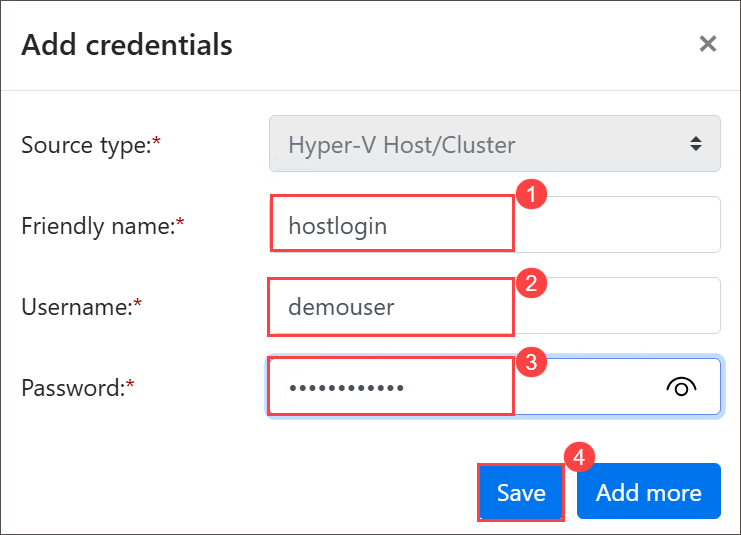 Add credentials ×
Source type:* Hyper-V Host/Cluster
1
Friendly name:* hostlogin
2
Username:* demouser
3
Password:* ••••••••••••
4
Save Add more